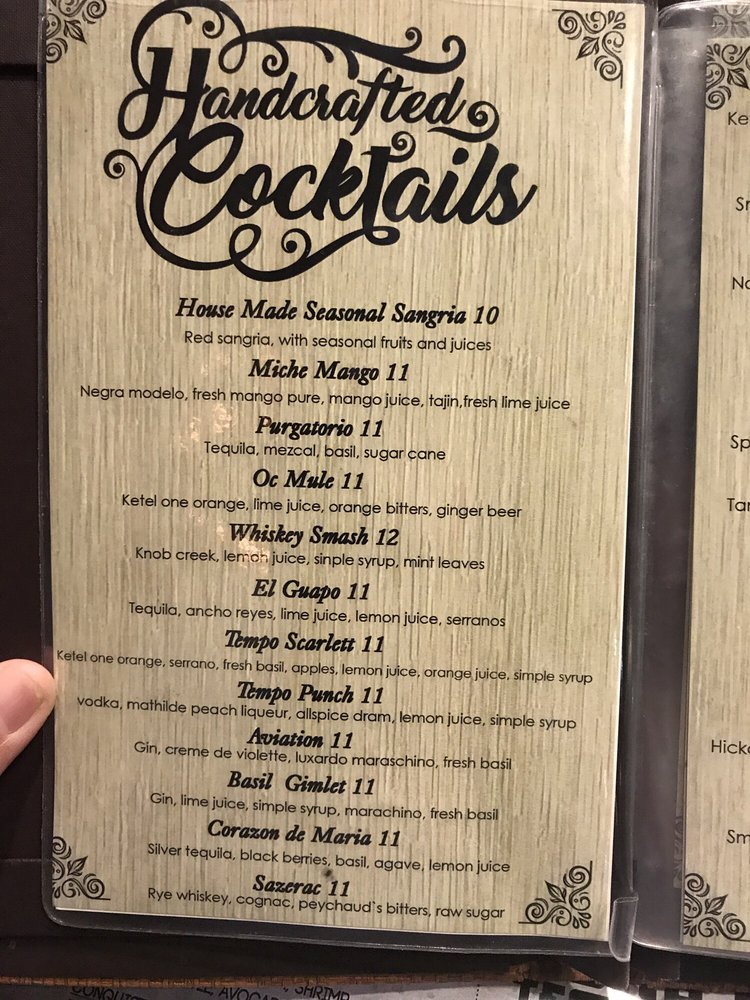 Handcrafted
Cocktails
House Made Seasonal Sangria 10
Red sangria, with seasonal fruits and juices
Miche Mango 11
Negra modelo, fresh mango pure, mango juice, tajin,fresh lime juice
Purgatorio 11
Tequila, mezcal, basil, sugar cane
Oc Mule 11
Ketel one orange, lime juice, orange bitters, ginger beer
Whiskey Smash 12
Knob creek, lemon juice, sinple syrup, mint leaves
El Guapo 11
Tequila, ancho reyes, lime juice, lemon juice, serranos
Tempo Scarlett 11
Ketel one orange, serrano, fresh basil, apples, lemon juice, orange juice, simple syrup
Tempo Punch 11
vodka, mathilde peach liqueur, allspice dram, lemon juice, simple syrup
Aviation 11
Gin, creme de violette, luxardo maraschino, fresh basil
Basil Gimlet 11
Gin, lime juice, simple syrup, marachino, fresh basil
Corazon de Maria 11
Silver tequila, black berries, basil, agave, lemon juice
Sazerac 11
Rye whiskey, cognac, peychaud`s bitters, raw sugar
SHRIMP